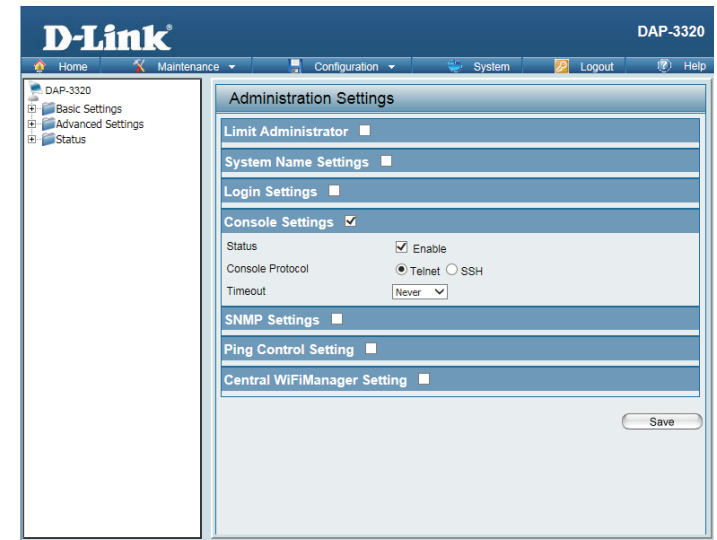 D-Link®
DAP-3320
Home Maintenance Configuration System Logout Help
DAP-3320
Basic Settings
Advanced Settings
Status
Administration Settings
Limit Administrator
System Name Settings
Login Settings
Console Settings
Status Enable
Console Protocol Telnet SSH
Timeout Never
SNMP Settings
Ping Control Setting
Central WiFiManager Setting
Save